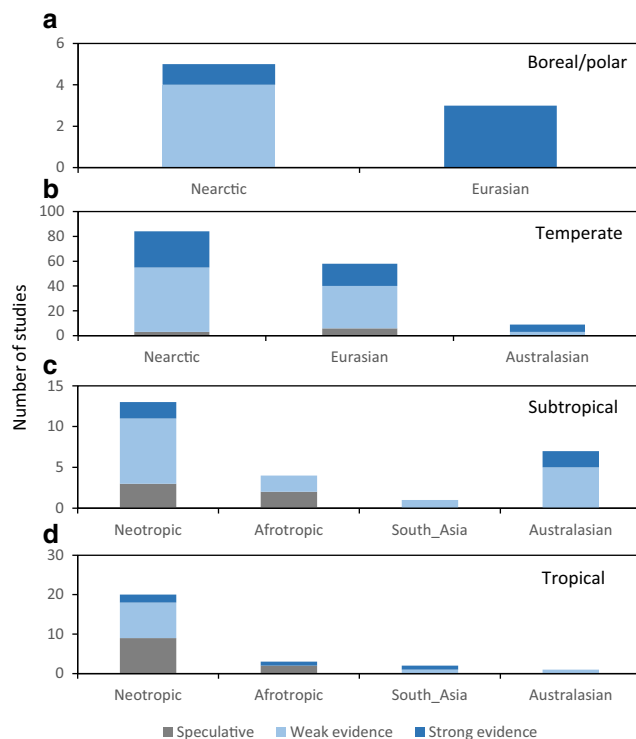 a
Boreal/polar
6
4
2
0
Nearctic Eurasian
b
Temperate
100
80
60
40
20
0
Nearctic Eurasian Australasian
Number of studies
c
Subtropical
15
10
5
0
Neotropic Afrotropic South_Asia Australasian
d
Tropical
30
20
10
0
Neotropic Afrotropic South_Asia Australasian
Speculative Weak evidence Strong evidence